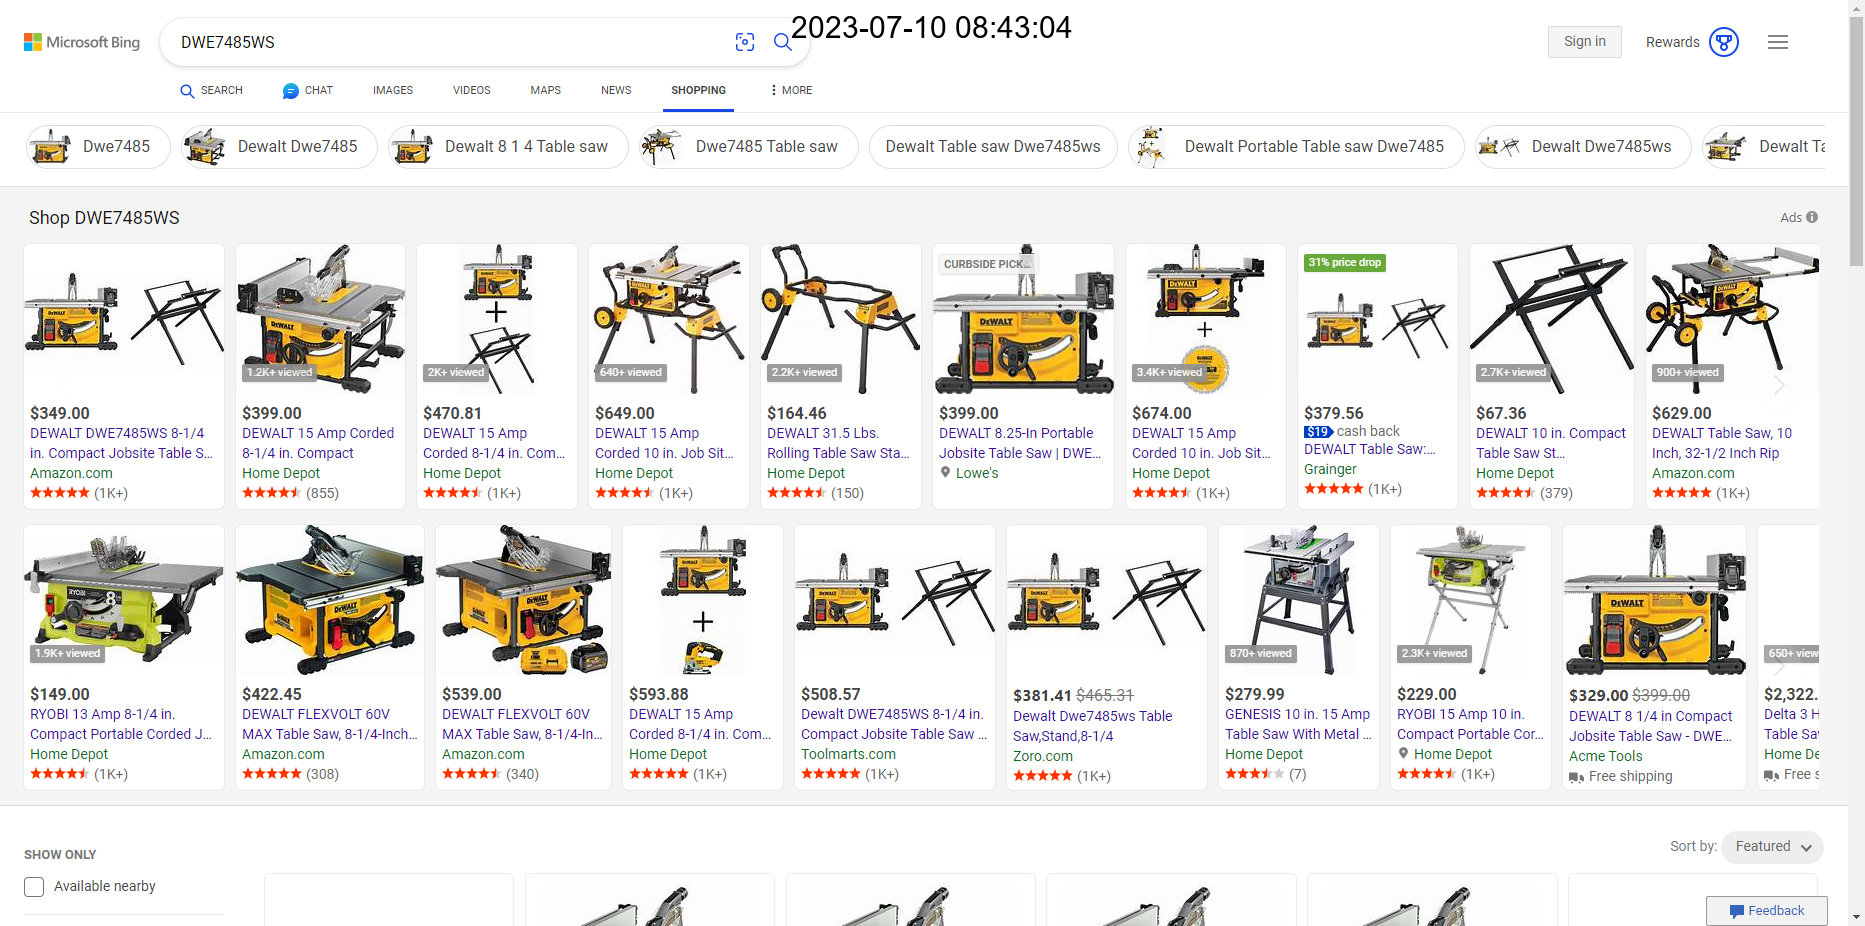 Microsoft Bing
DWE7485WS
2023-07-10 08:43:04
Sign in
Rewards
SEARCH
CHAT
IMAGES
VIDEOS
MAPS
NEWS
SHOPPING
MORE
Dwe7485
Dewalt Dwe7485
Dewalt 8 1 4 Table saw
Dwe7485 Table saw
Dewalt Table saw Dwe7485ws
Dewalt Portable Table saw Dwe7485
Dewalt Dwe7485ws
Dewalt Ta
Shop DWE7485WS
Ads
$349.00
DEWALT DWE7485WS 8-1/4
in. Compact Jobsite Table S...
Amazon.com
(1K+)
1.2K+ viewed
$399.00
DEWALT 15 Amp Corded
8-1/4 in. Compact
Home Depot
(855)
2K+ viewed
$470.81
DEWALT 15 Amp
Corded 8-1/4 in. Com...
Home Depot
(1K+)
640+ viewed
$649.00
DEWALT 15 Amp
Corded 10 in. Job Sit...
Home Depot
(1K+)
2.2K+ viewed
$164.46
DEWALT 31.5 Lbs.
Rolling Table Saw Sta...
Home Depot
(150)
CURBSIDE PICK...
DEWALT
$399.00
DEWALT 8.25-In Portable
Jobsite Table Saw | DWE...
Lowe's
3.4K+ viewed
$674.00
DEWALT 15 Amp
Corded 10 in. Job Sit...
Home Depot
(1K+)
31% price drop
$379.56
$19 cash back
DEWALT Table Saw:...
Grainger
(1K+)
2.7K+ viewed
$67.36
DEWALT 10 in. Compact
Table Saw St...
Home Depot
(379)
900+ viewed
$629.00
DEWALT Table Saw, 10
Inch, 32-1/2 Inch Rip
Amazon.com
(1K+)
RYOBI
1.9K+ viewed
$149.00
RYOBI 13 Amp 8-1/4 in.
Compact Portable Corded J...
Home Depot
(1K+)
DEWALT
$422.45
DEWALT FLEXVOLT 60V
MAX Table Saw, 8-1/4-Inch...
Amazon.com
(308)
DEWALT
$539.00
DEWALT FLEXVOLT 60V
MAX Table Saw, 8-1/4-In...
Amazon.com
(340)
$593.88
DEWALT 15 Amp
Corded 8-1/4 in. Com...
Home Depot
(1K+)
$508.57
Dewalt DWE7485WS 8-1/4 in.
Compact Jobsite Table Saw ...
Toolmarts.com
(1K+)
$381.41 $465.31
Dewalt Dwe7485ws Table
Saw,Stand,8-1/4
Zoro.com
(1K+)
870+ viewed
$279.99
GENESIS 10 in. 15 Amp
Table Saw With Metal ...
Home Depot
(7)
2.3K+ viewed
$229.00
RYOBI 15 Amp 10 in.
Compact Portable Cor...
Home Depot
(1K+)
DEWALT
$329.00 $399.00
DEWALT 8 1/4 in Compact
Jobsite Table Saw - DWE...
Acme Tools
Free shipping
650+ view
$2,322.
Delta 3 H
Table Sa
Home De
Free s
SHOW ONLY
Available nearby
Sort by: Featured
Feedback